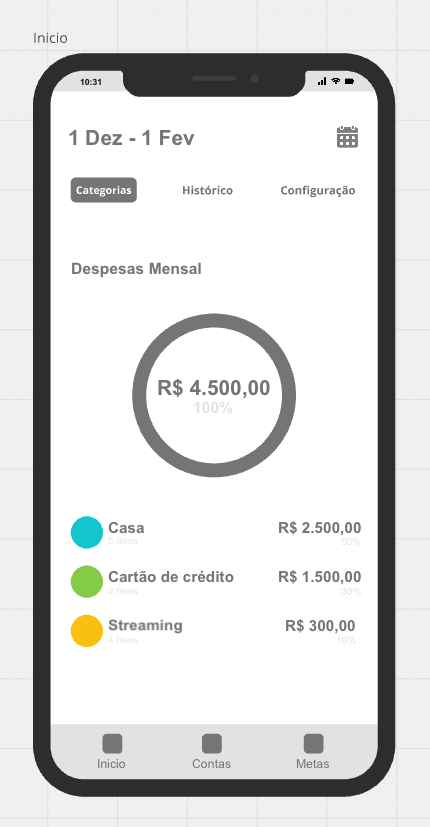 Inicio
10:31
1 Dez - 1 Fev
Categorias Histórico Configuração
Despesas Mensal
R$ 4.500,00
100%
Casa R$ 2.500,00
5 Itens 50%
Cartão de crédito R$ 1.500,00
2 Itens 30%
Streaming R$ 300,00
4 Itens 10%
Inicio Contas Metas